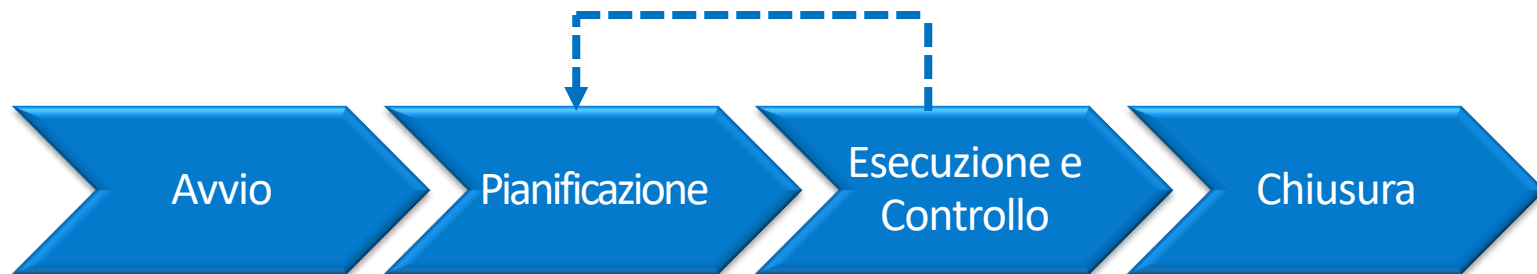 Avvio
Pianificazione
Esecuzione e
Controllo
Chiusura